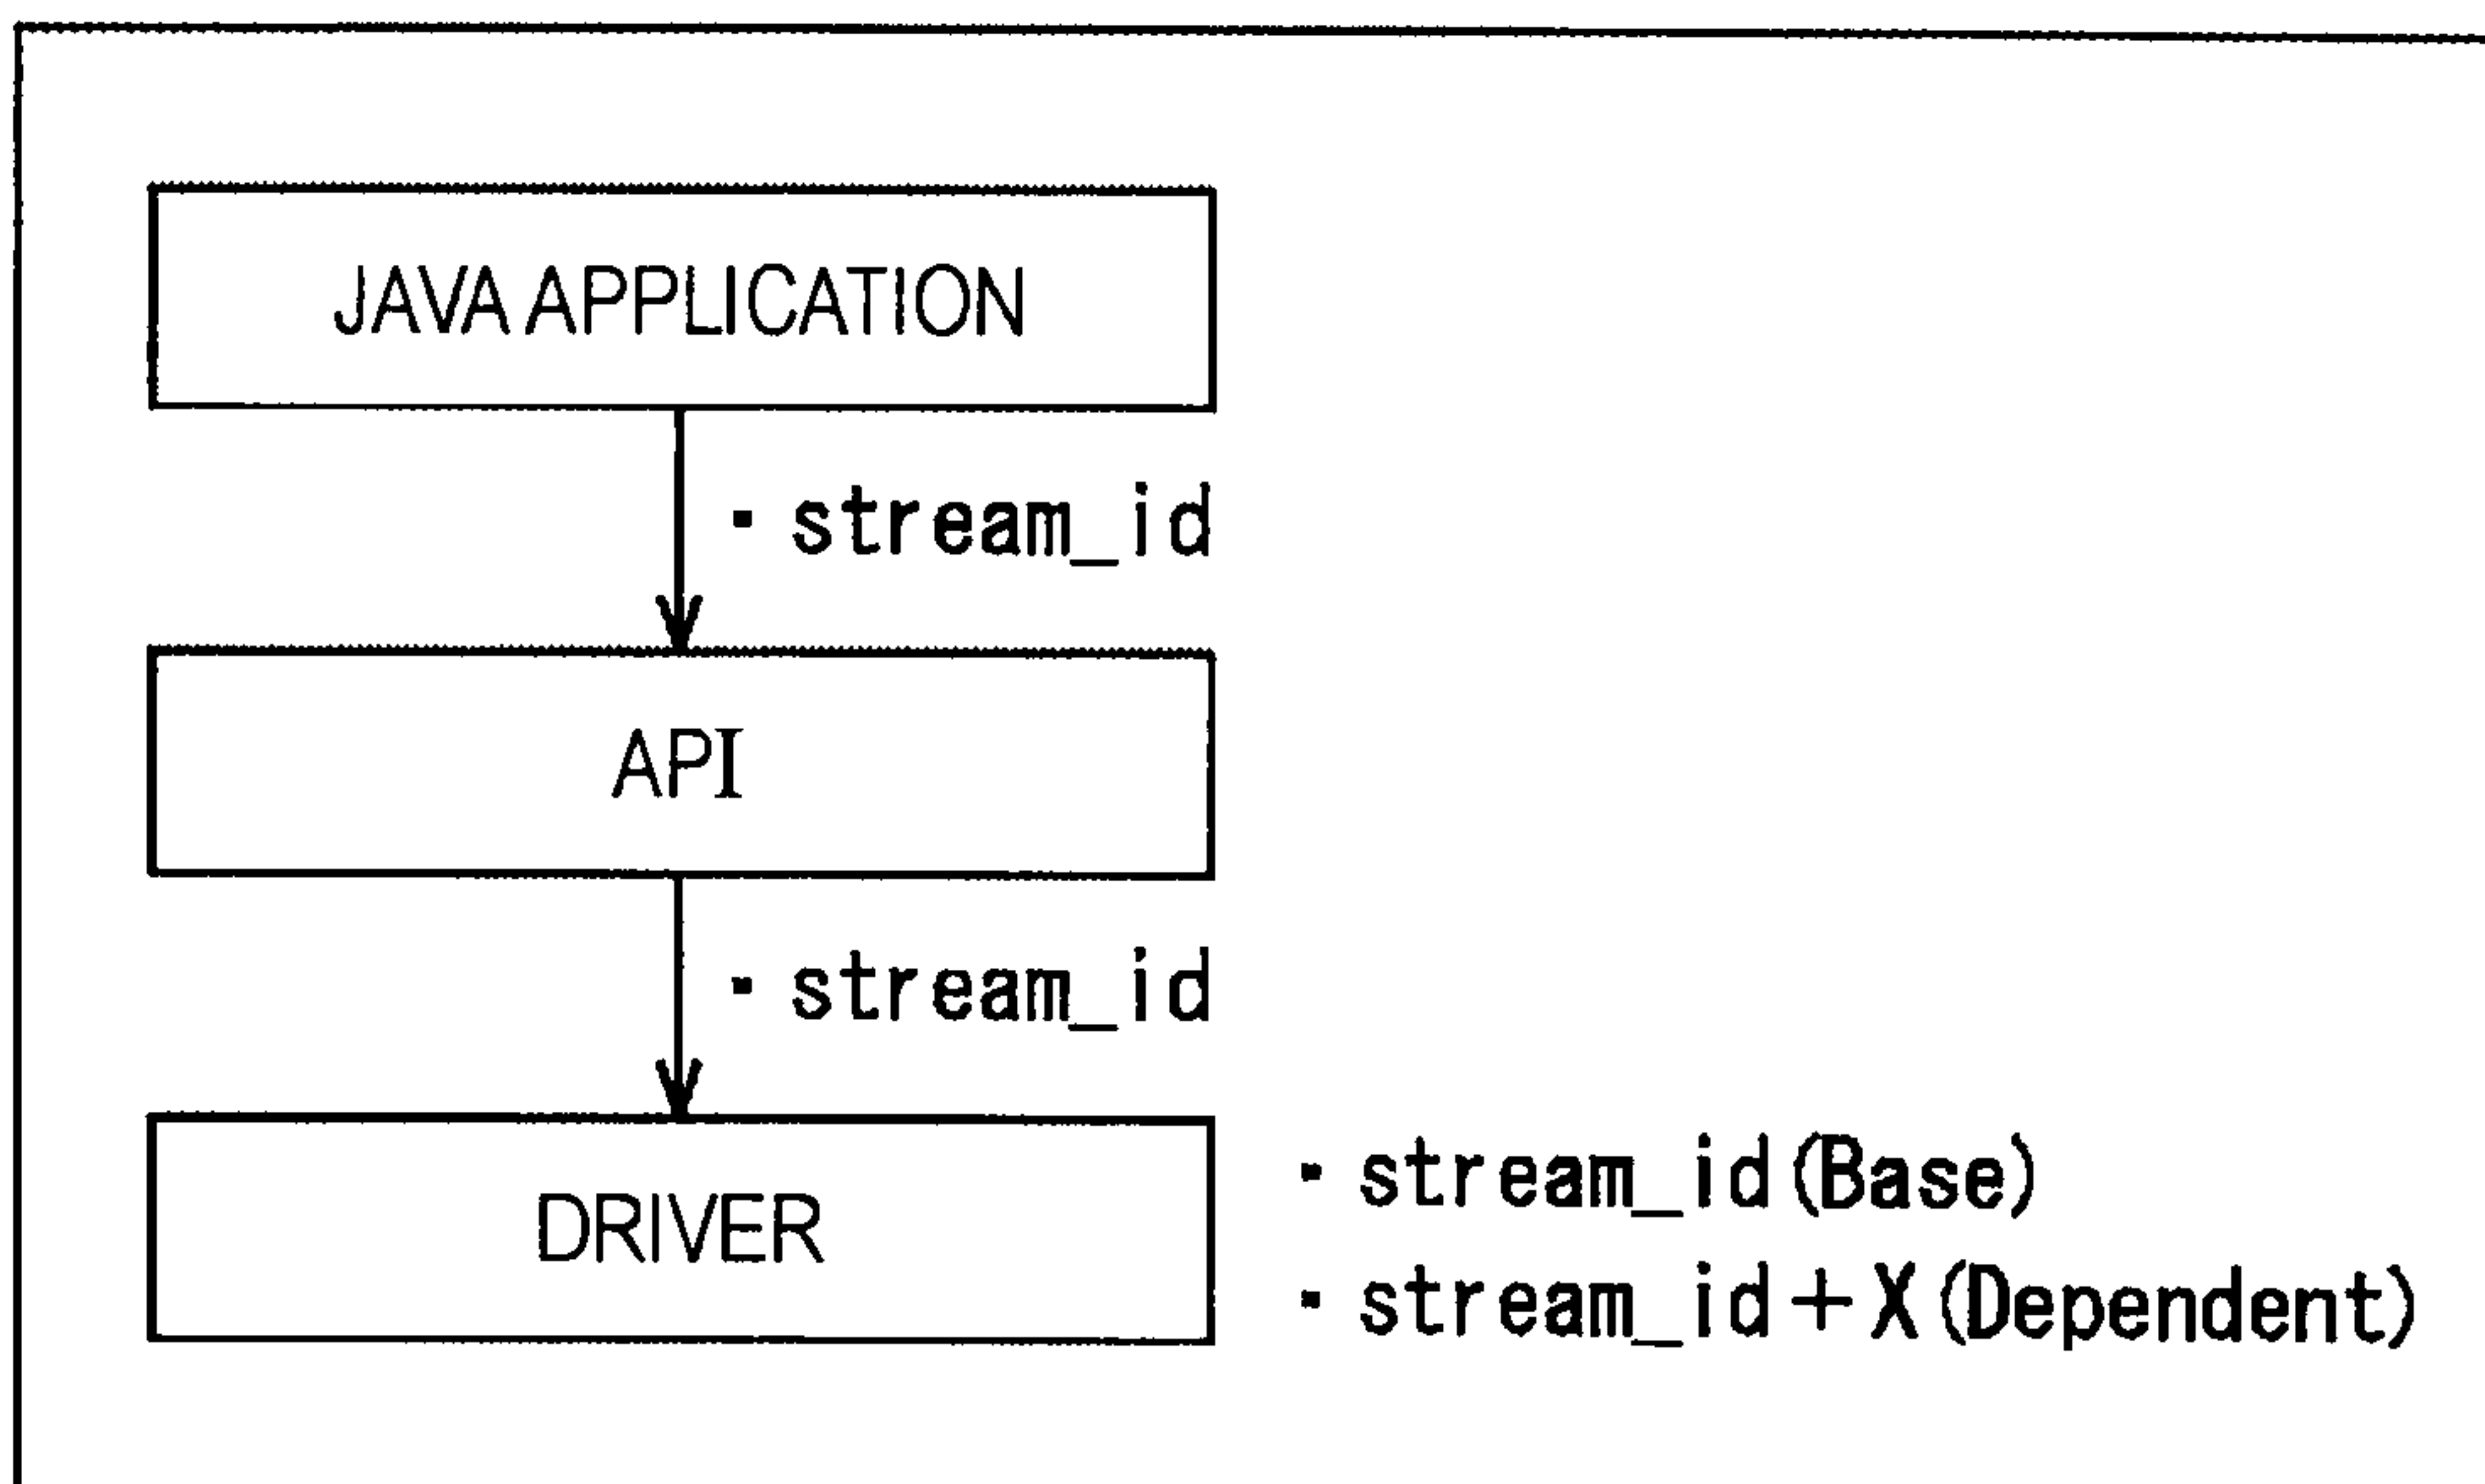 JAVA APPLICATION
▪ stream_id
API
▪ stream_id
DRIVER
▪ stream_id (Base)
▪ stream_id + X (Dependent)